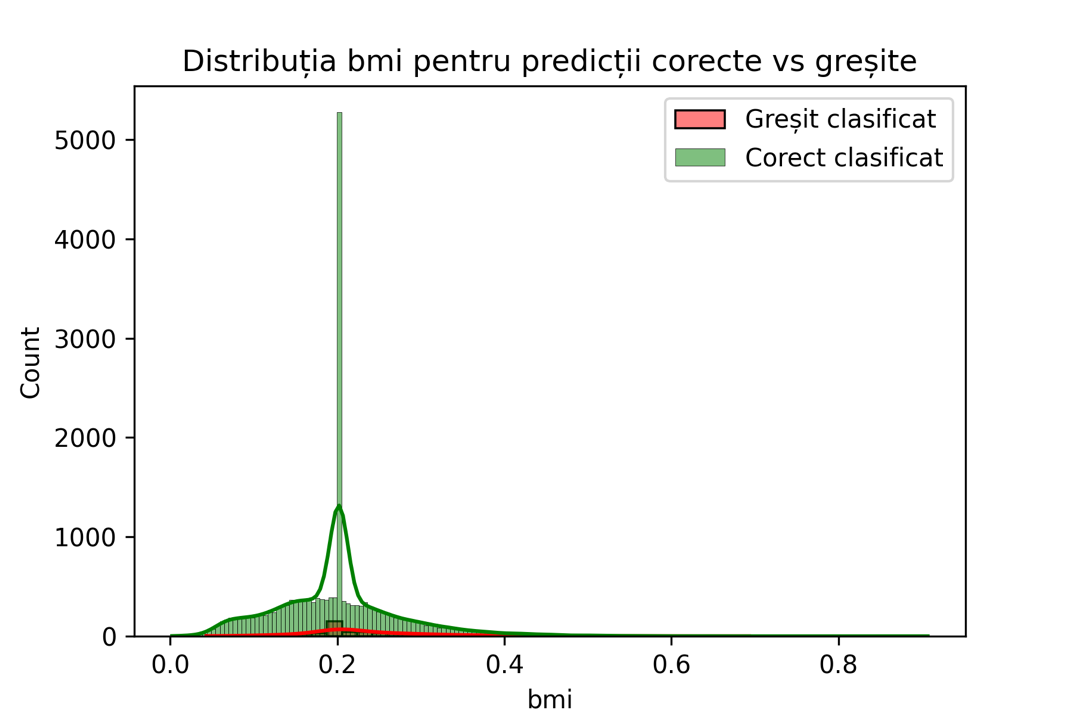 Distribuția bmi pentru predicții corecte vs greșite
Greșit clasificat
Corect clasificat
Count
5000
4000
3000
2000
1000
0
0.0 0.2 0.4 0.6 0.8
bmi